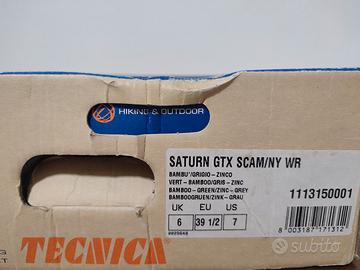 HIKING & OUTDOOR
SATURN GTX SCAM/NY WR
BAMBU'/GRIGIO-ZINCO
VERT-BAMBOO/GRIS-ZINC
BAMBOO-GREEN/ZINC-GREY
BAMBOOGRUEN/ZINK-GRAU
1113150001
UK EU US
6 39 1/2 7
0029648
8 003187 171312
TECNICA
subito